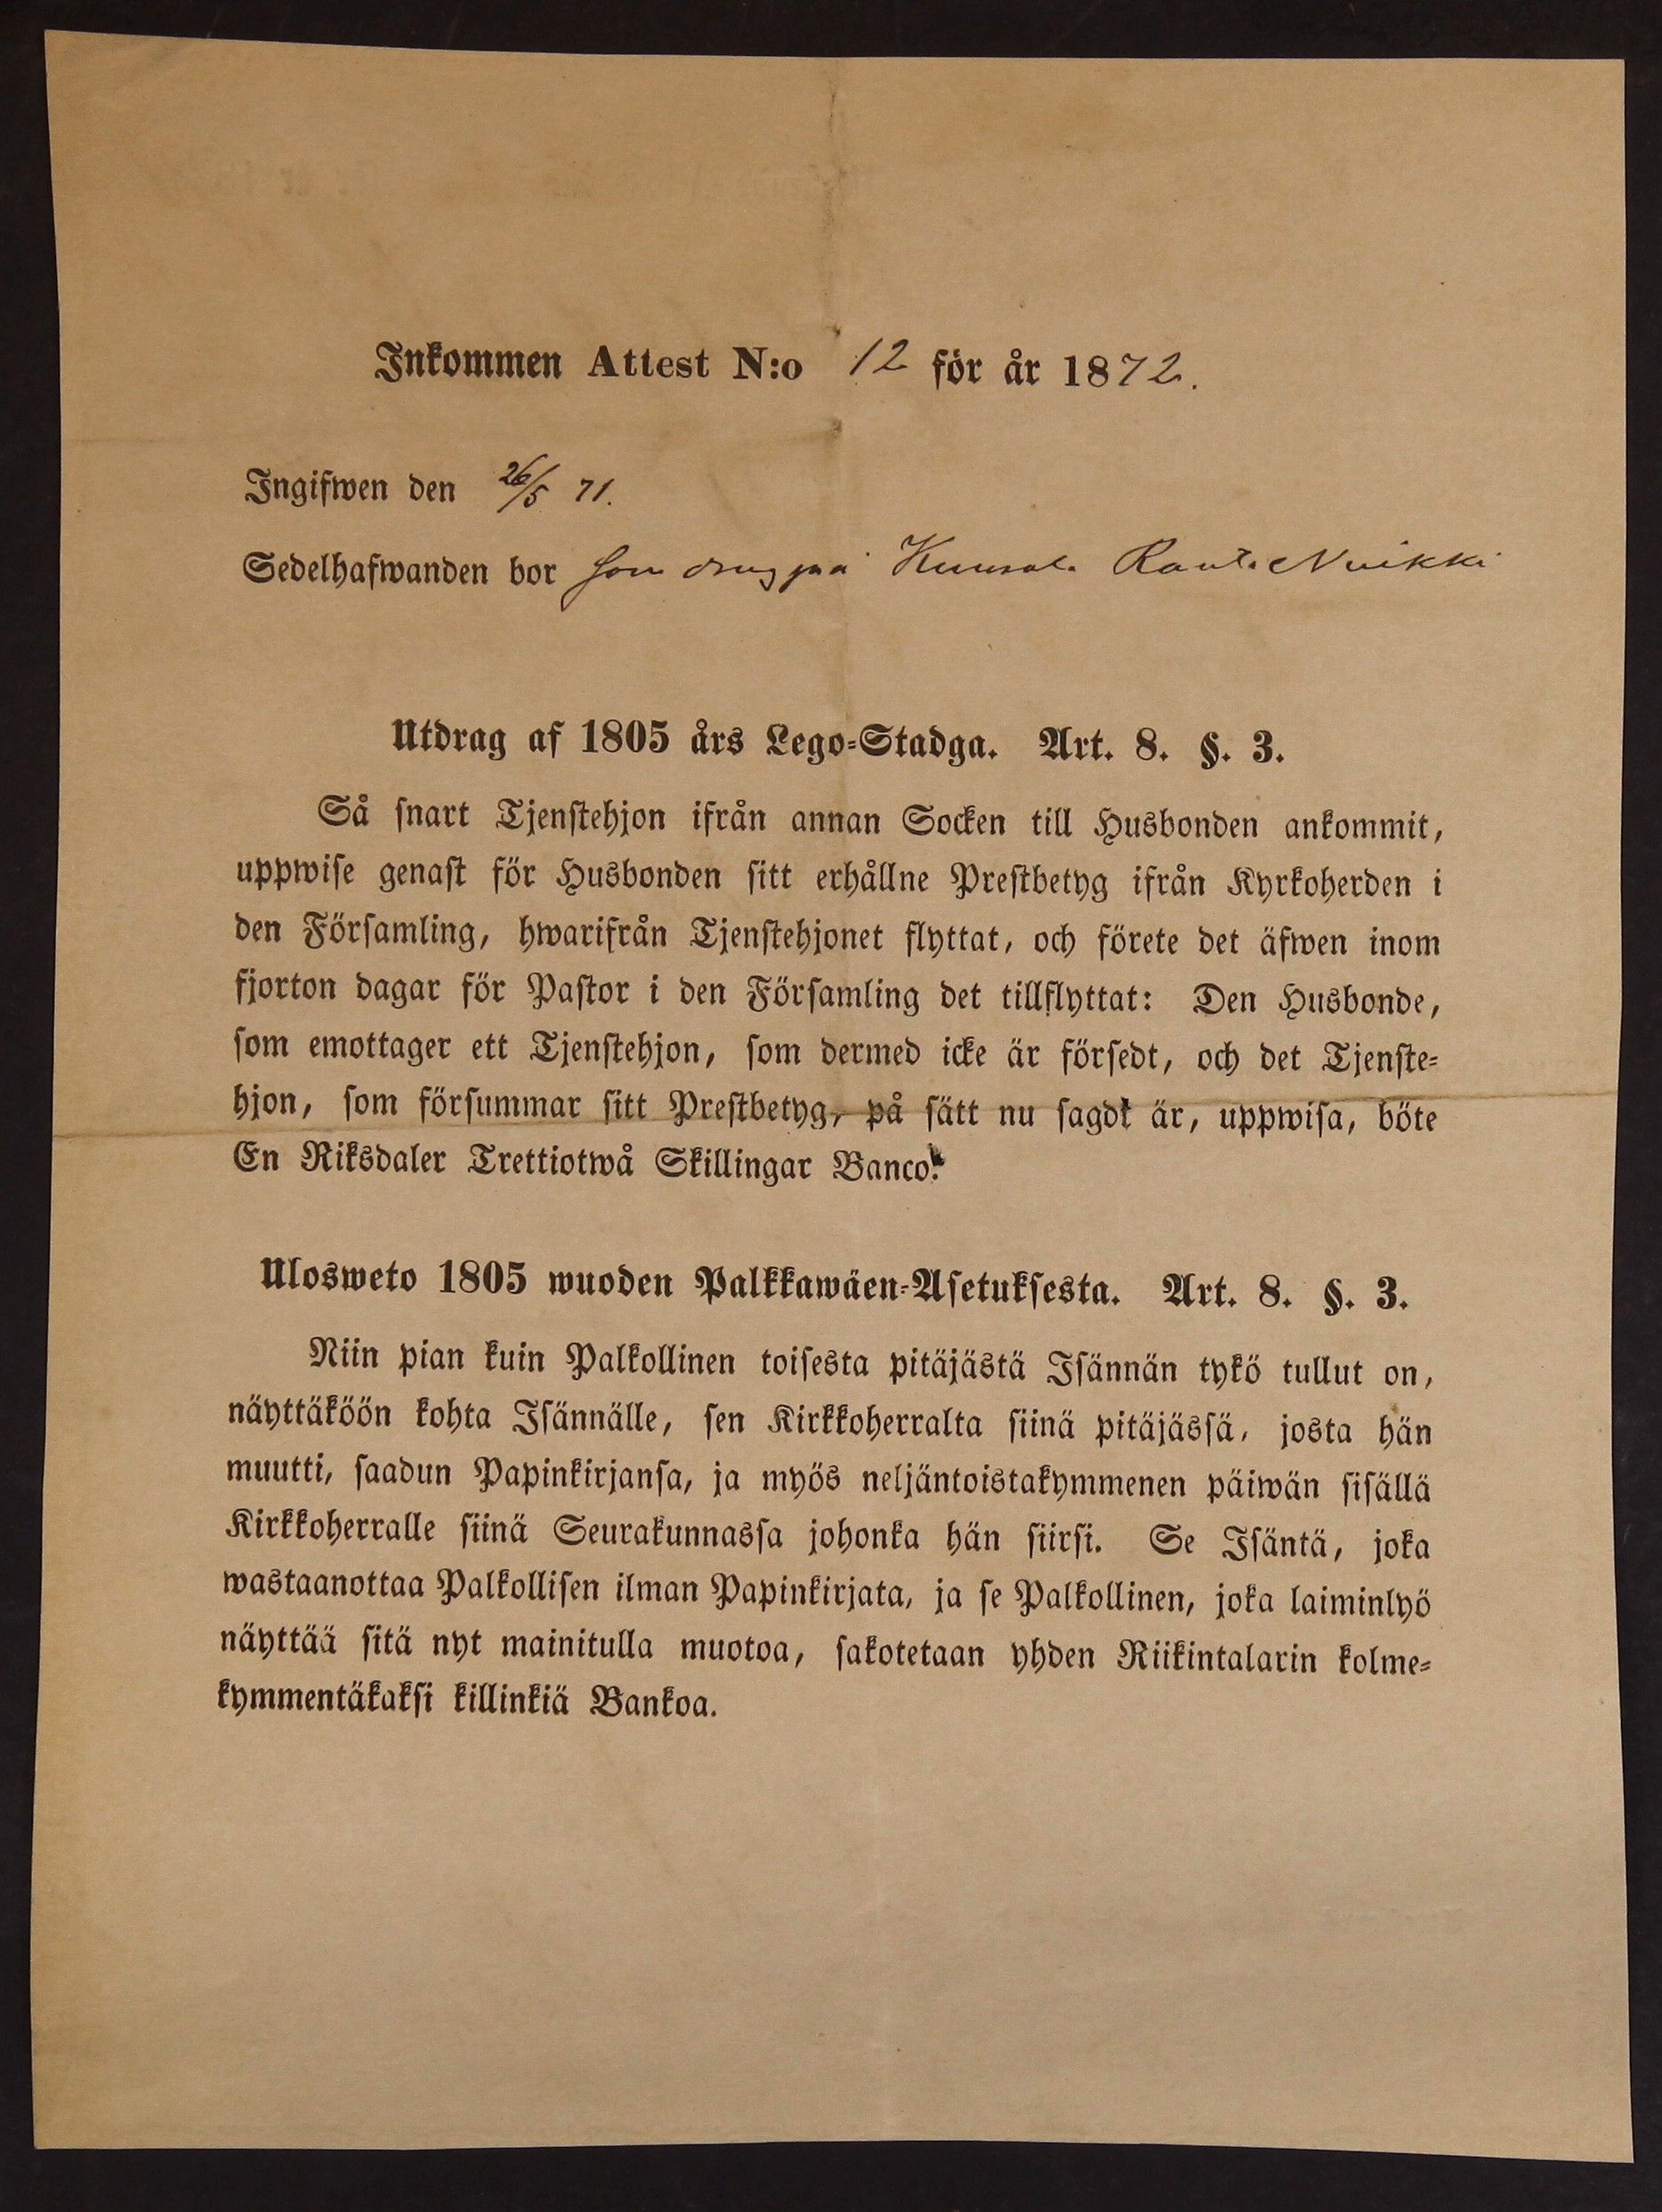 Inkommen Attest N:o 12 för år 1872.
Ingifwen den 26/5 71.
Sedelhafwanden bor som dräng på
Utdrag af 1805 års Lego-Stadga. Art. 8. §. 3.
Så snart Tjenstehjon ifrån annan Socken till Husbonden ankommit,
uppwise genast för Husbonden sitt erhållne Prestbetyg ifrån Kyrkoherden i
den Församling, hwarifrån Tjenstehjonet flyttat, och förete det äfwen inom
fjorton dagar för Pastor i den Församling det tillflyttat: Den Husbonde,
som emottager ett Tjenstehjon, som dermed icke är försedt, och det Tjenste-
hjon, som försummar sitt Prestbetyg, på sätt nu sagdt är, uppwisa, böte
En Riksdaler Trettiotwå Skillingar Banco.
Ulosweto 1805 wuoden Palkkawäen-Asetuksesta. Art. 8. §. 3.
Niin pian kuin Palkollinen toisesta pitäjästä Isännän tykö tullut on,
näyttäköön kohta Isännälle, sen Kirkkoherralta siinä pitäjässä, josta hän
muutti, saadun Papinkirjansa, ja myös neljäntoistakymmenen päiwän sisällä
Kirkkoherralle siinä Seurakunnassa johonka hän siirsi. Se Isäntä, joka
wastaanottaa Palkollisen ilman Papinkirjata, ja se Palkollinen, joka laiminlyö
näyttää sitä nyt mainitulla muotoa, sakotetaan yhden Riikintalarin kolme-
kymmentäkaksi killinkiä Bankoa.